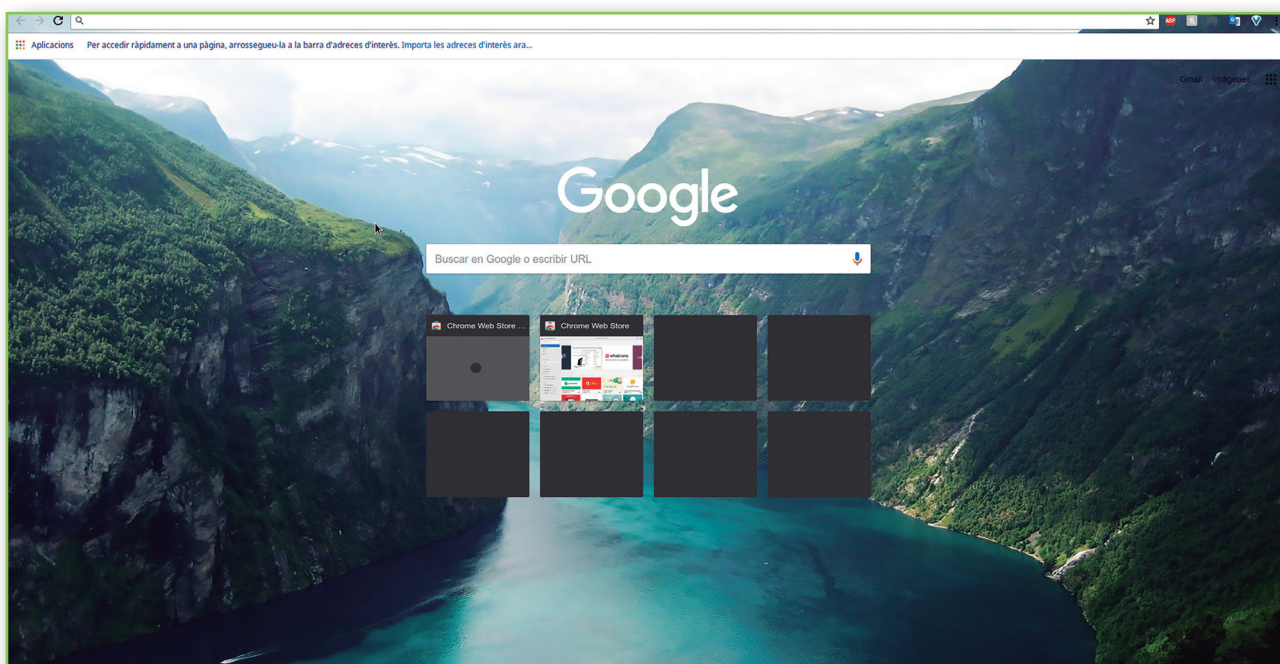 Aplicacions Per accedir ràpidament a una pàgina, arrossegueu-la a la barra d'adreces d'interès. Importa les adreces d'interès ara...
Gmail Imágenes
Google
Buscar en Google o escribir URL
Chrome Web Store ... Chrome Web Store
ABP